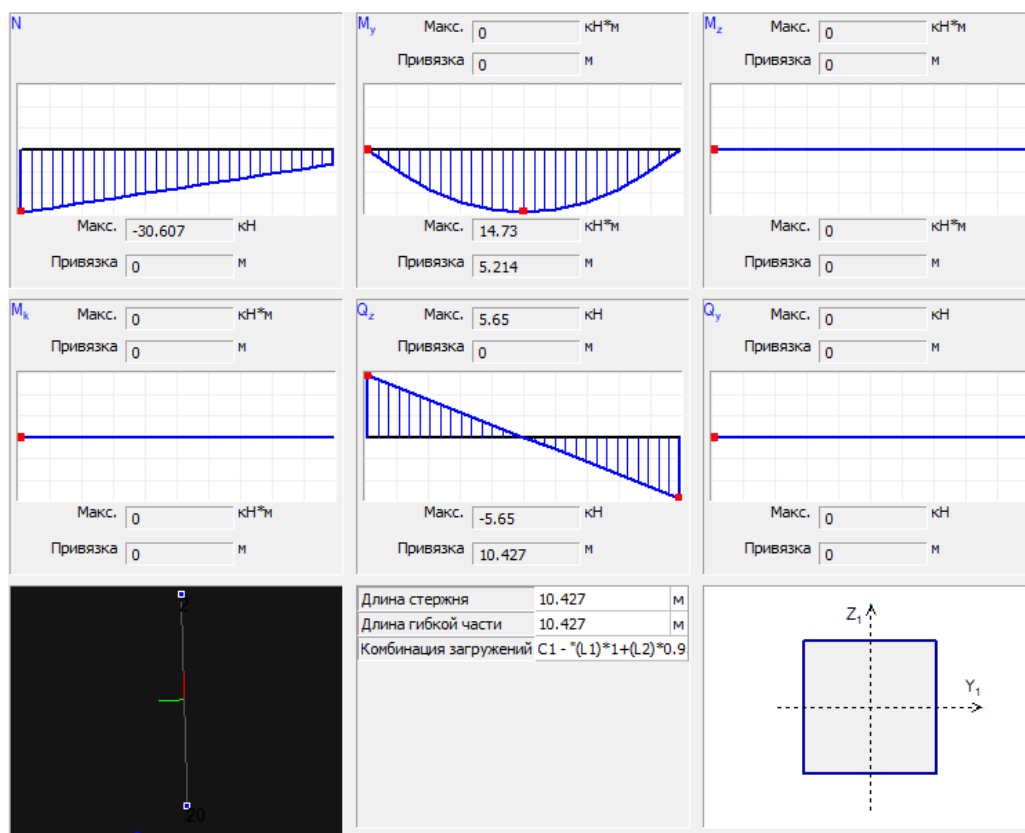 N
Макс. 0 кН*м
Привязка 0 м
-30.607 кН
Макс.
Привязка 0 м
My
Макс. 0 кН*м
Привязка 0 м
Макс. 14.73 кН*м
Привязка 5.214 м
Mz
Макс. 0 кН*м
Привязка 0 м
Макс. 0 кН*м
Привязка 0 м
Mk
Макс. 0 кН*м
Привязка 0 м
Qz
Макс. 5.65 кН
Привязка 0 м
Макс. -5.65 кН
Привязка 10.427 м
Qy
Макс. 0 кН
Привязка 0 м
Макс. 0 кН
Привязка 0 м
2
20
Длина стержня 10.427 м
Длина гибкой части 10.427 м
Комбинация загружений C1 - "(L1)*1+(L2)*0.9
Z1
Y1